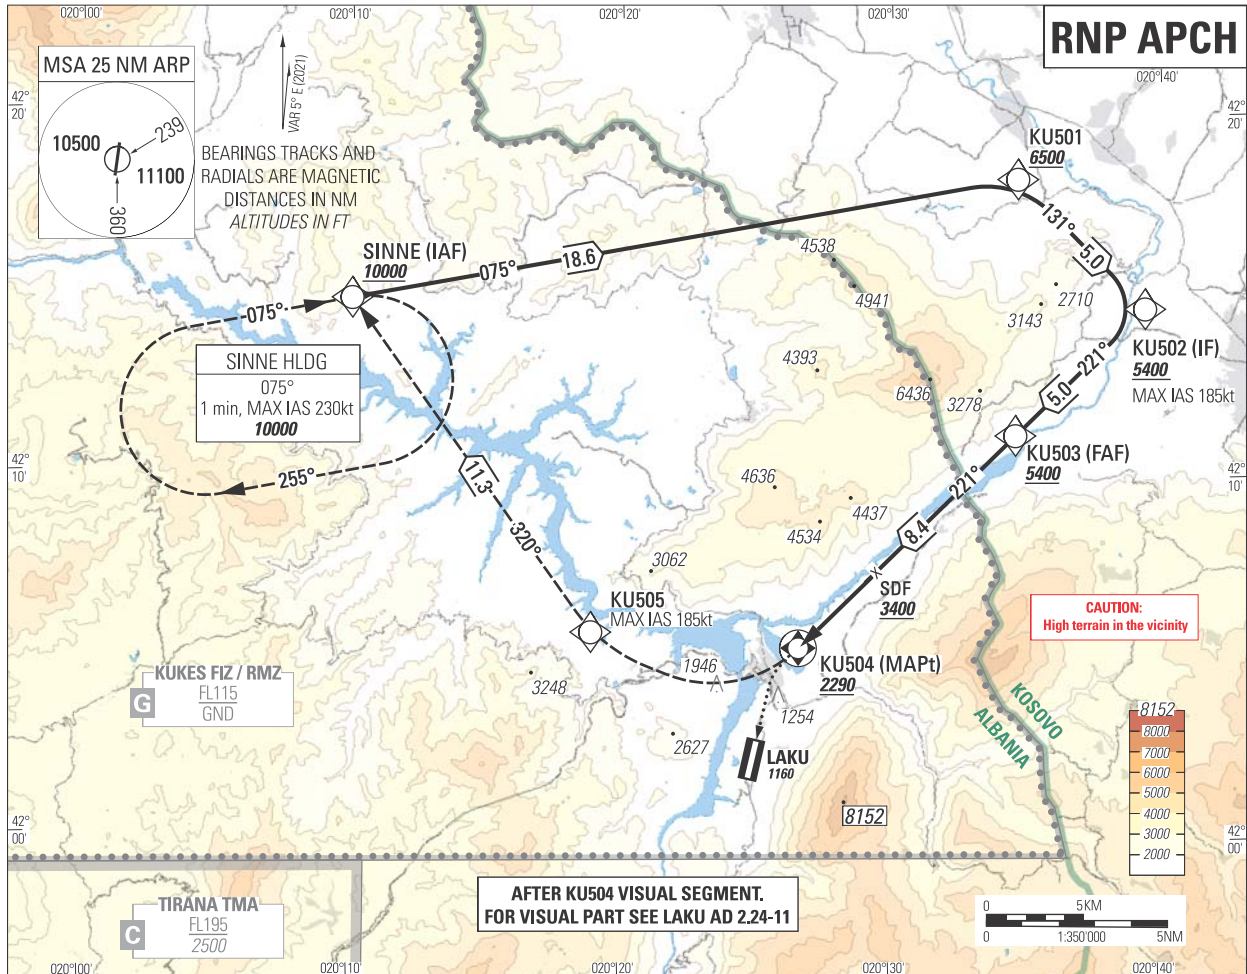 020°00'
020°10'
020°20'
020°30'
RNP APCH
020°40'
42°
20'
42°
20'
MSA 25 NM ARP
10500
239
11100
360
VAR 5° E (2021)
BEARINGS TRACKS AND
RADIALS ARE MAGNETIC
DISTANCES IN NM
ALTITUDES IN FT
KU501
6500
SINNE (IAF)
10000
075°
18.6
131°
5.0
4538
4941
2710
3143
075°
SINNE HLDG
075°
1 min, MAX IAS 230kt
10000
255°
KU502 (IF)
5400
MAX IAS 185kt
221°
5.0
4393
6436
3278
KU503 (FAF)
5400
42°
10'
42°
10'
11.3
320°
4636
4437
4534
221°
8.4
3062
SDF
3400
X
KU505
MAX IAS 185kt
CAUTION:
High terrain in the vicinity
KU504 (MAPt)
2290
1946
3248
1254
2627
KUKES FIZ / RMZ
G
FL115
GND
LAKU
1160
KOSOVO
ALBANIA
8152
8152
8000
7000
6000
5000
4000
3000
2000
42°
00'
42°
00'
AFTER KU504 VISUAL SEGMENT.
FOR VISUAL PART SEE LAKU AD 2.24-11
TIRANA TMA
C
FL195
2500
0
5KM
0
1:350'000
5NM
020°00'
020°10'
020°20'
020°30'
020°40'